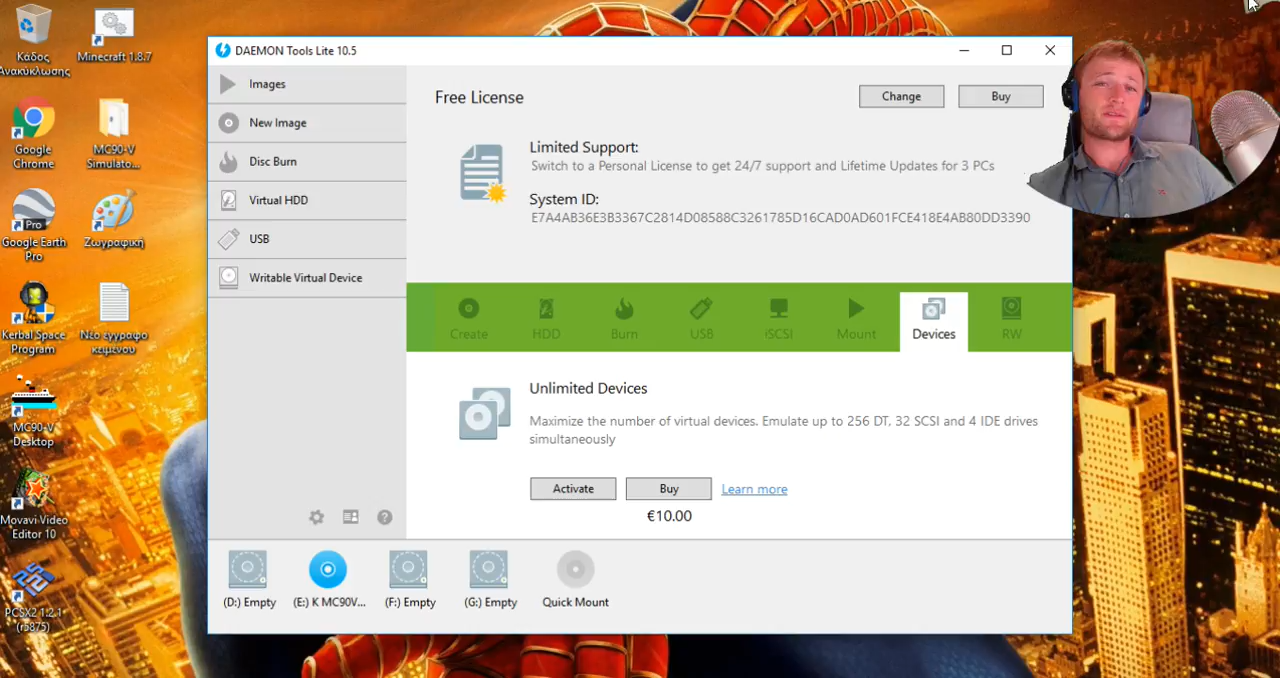 Κάδος
Ανακύκλωσης
Minecraft 1.8.7
Google
Chrome
MC90-V
Simulato...
Pro
Google Earth
Pro
Ζωγραφική
Kerbal Space
Program
Νέο έγγραφο
κειμένου
MC90-V
Desktop
Movavi Video
Editor 10
PCSX2 1.2.1
(r5875)
DAEMON Tools Lite 10.5
Images
New Image
Disc Burn
Virtual HDD
USB
Writable Virtual Device
Free License
Change
Buy
Limited Support:
Switch to a Personal License to get 24/7 support and Lifetime Updates for 3 PCs
System ID:
E7A4AB36E3B3367C2814D08588C3261785D16CAD0AD601FCE418E4AB80DD3390
Create
HDD
Burn
USB
iSCSI
Mount
Devices
RW
Unlimited Devices
Maximize the number of virtual devices. Emulate up to 256 DT, 32 SCSI and 4 IDE drives
simultaneously
Activate
Buy
Learn more
€10.00
(D:) Empty
(E:) K MC90V...
(F:) Empty
(G:) Empty
Quick Mount